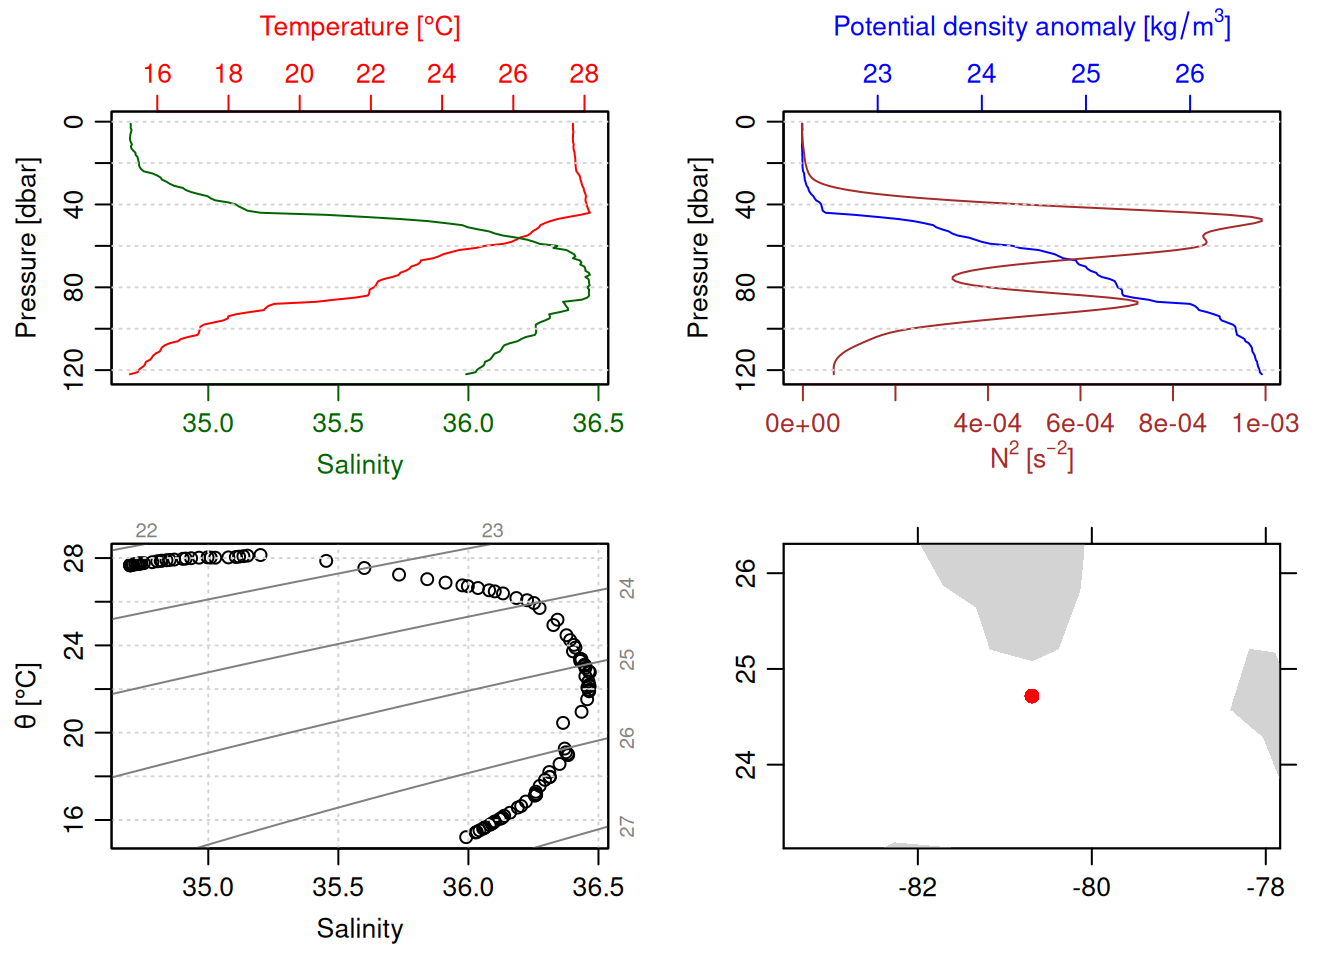 Temperature [°C]
16 18 20 22 24 26 28
Pressure [dbar]
0 40 80 120
35.0 35.5 36.0 36.5
Salinity
Potential density anomaly [kg/m³]
23 24 25 26
Pressure [dbar]
0 40 80 120
0e+00 4e-04 6e-04 8e-04 1e-03
N² [s⁻²]
22 23
θ [°C]
28 24 20 16
24 25 26 27
35.0 35.5 36.0 36.5
Salinity
26 25 24
-82 -80 -78